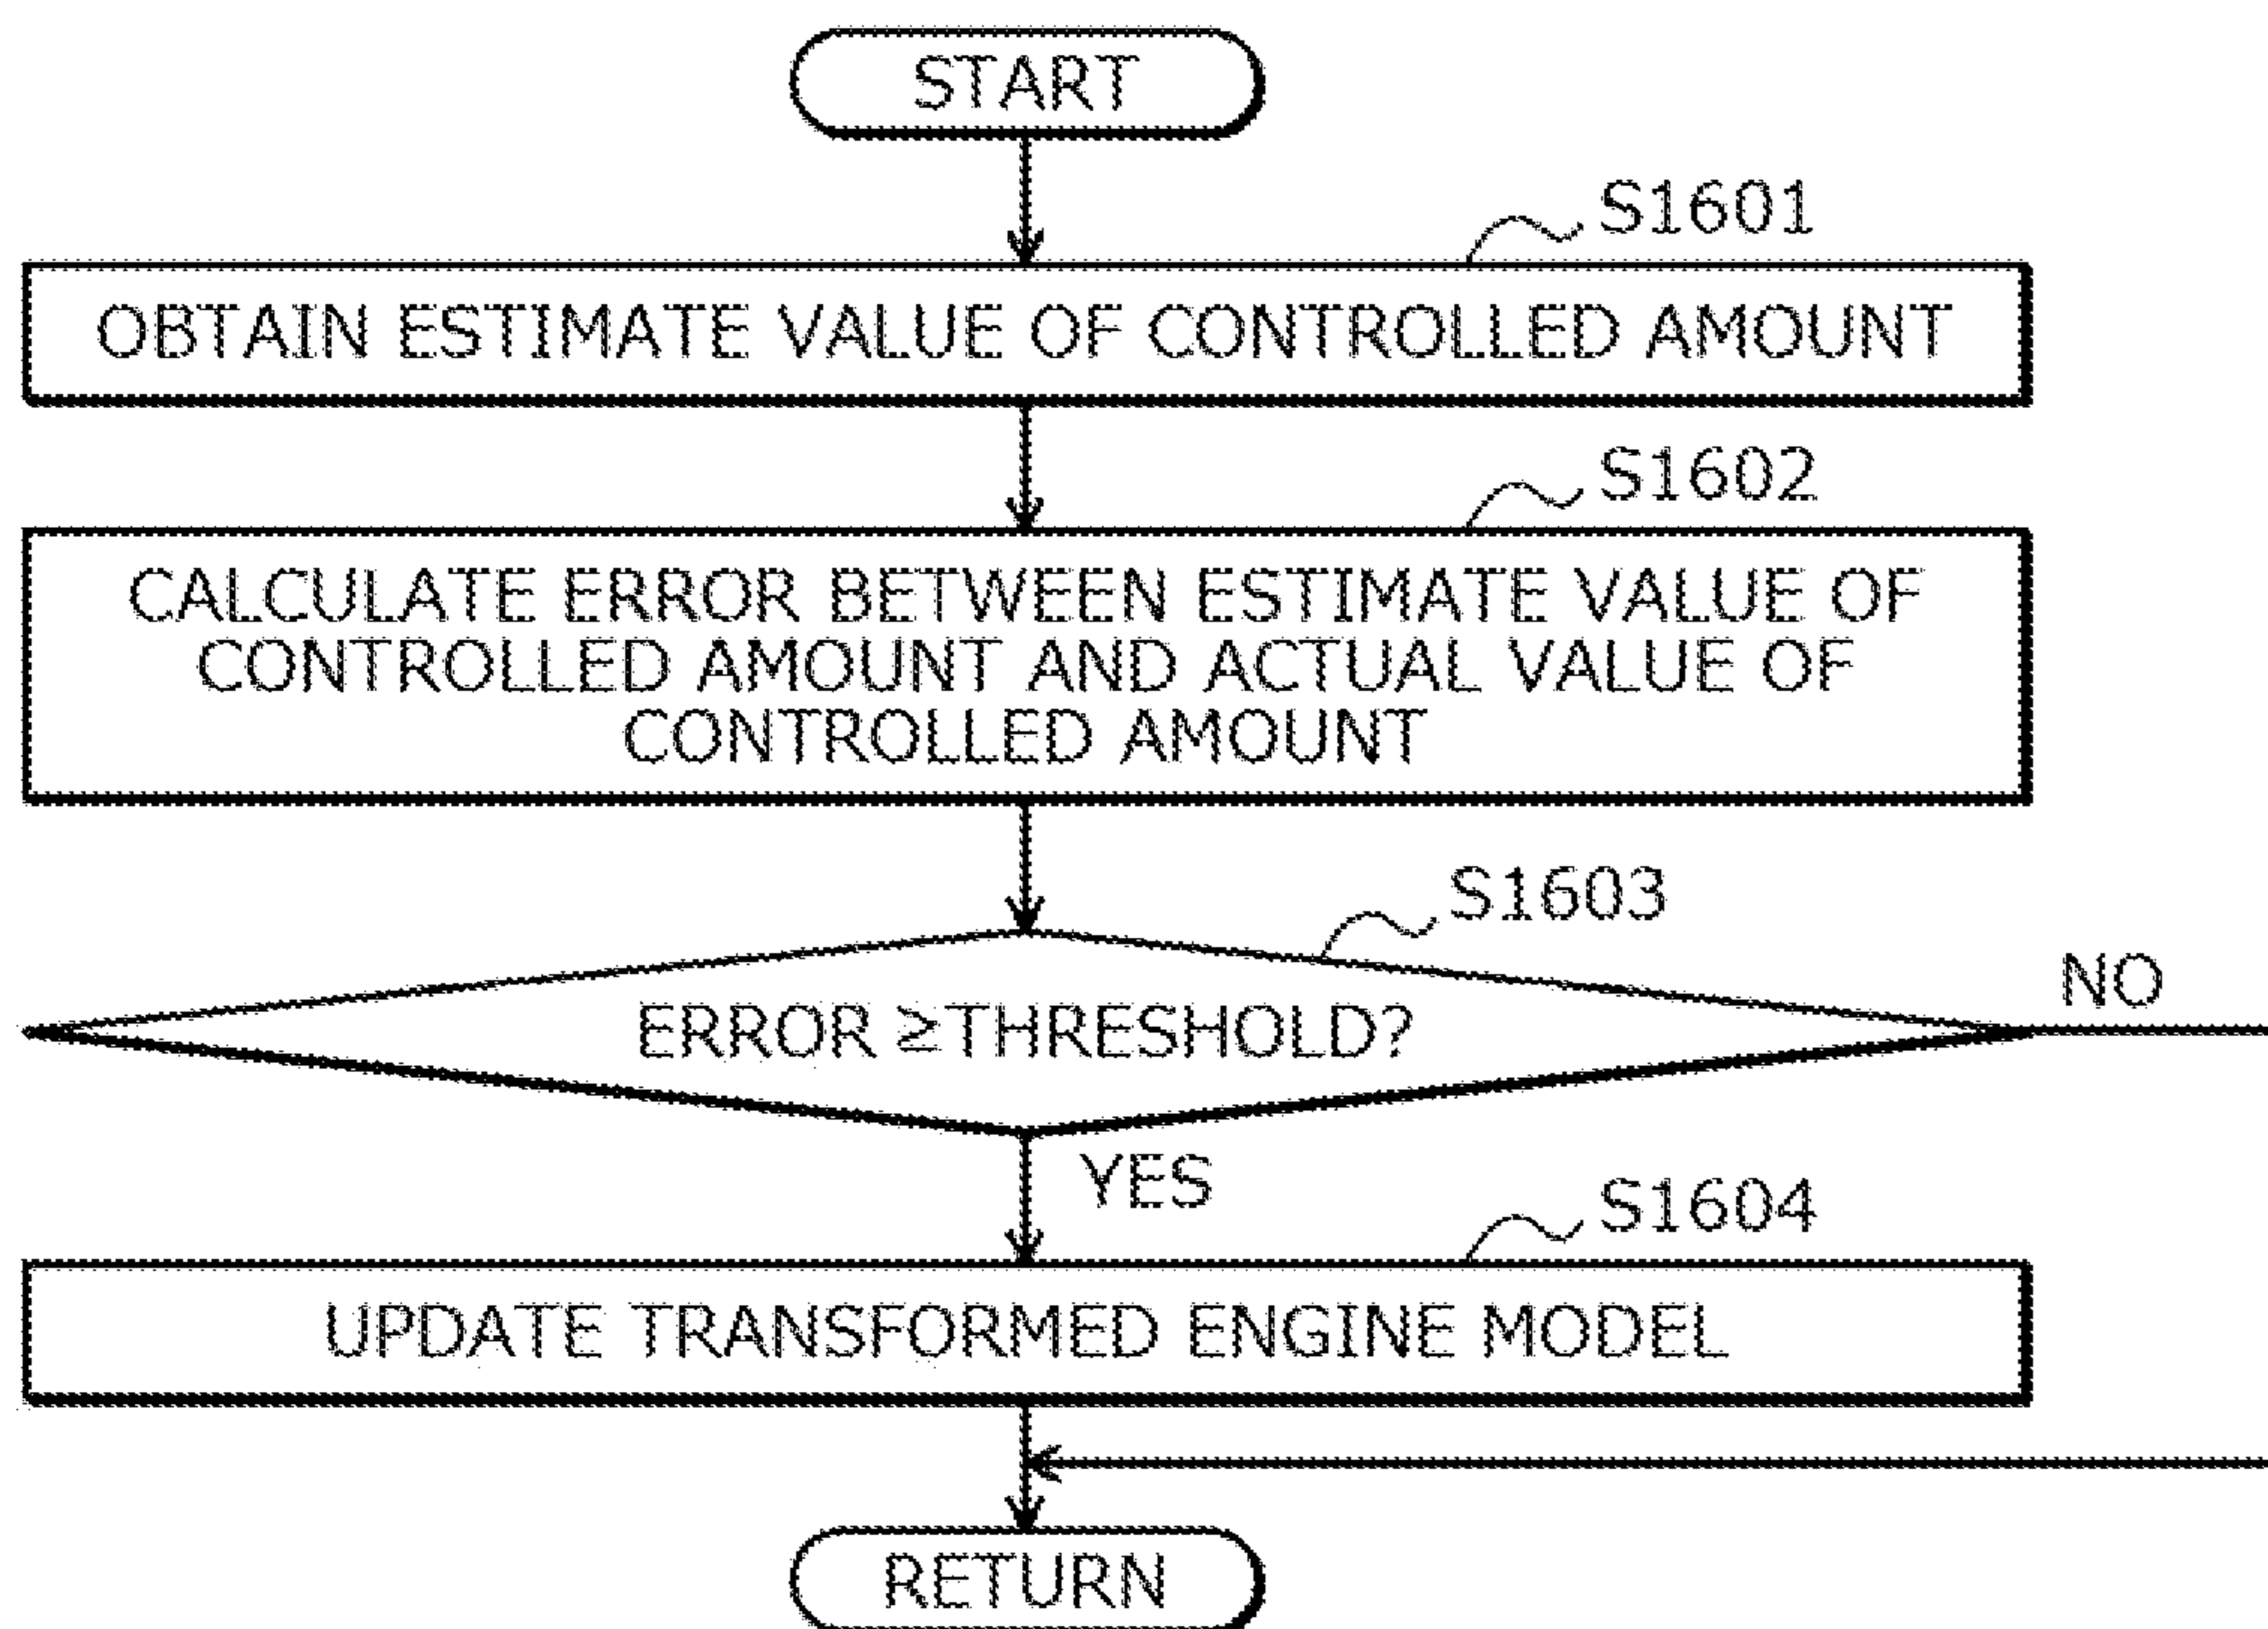 START
S1601
OBTAIN ESTIMATE VALUE OF CONTROLLED AMOUNT
S1602
CALCULATE ERROR BETWEEN ESTIMATE VALUE OF
CONTROLLED AMOUNT AND ACTUAL VALUE OF
CONTROLLED AMOUNT
S1603
ERROR ≥THRESHOLD?
NO
YES
S1604
UPDATE TRANSFORMED ENGINE MODEL
RETURN